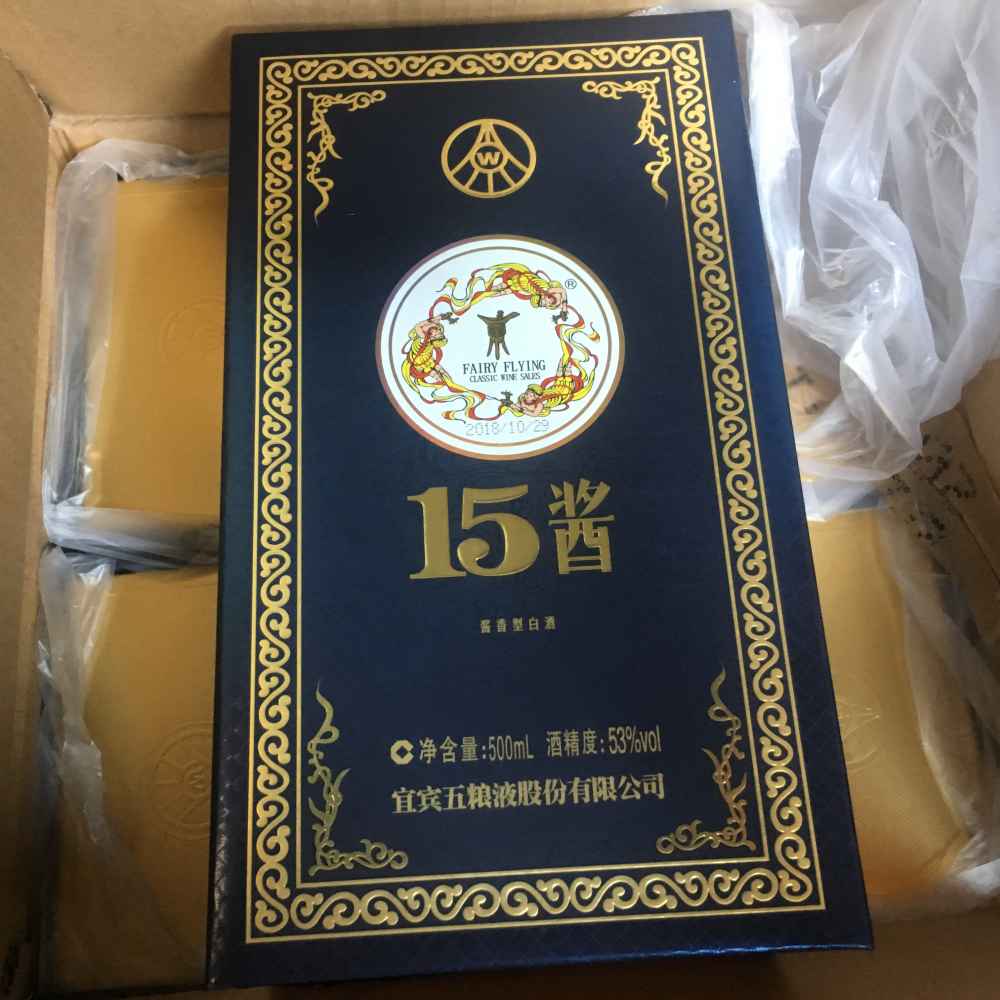 W
®
FAIRY FLYING
CLASSIC WINE SALES
2018/10/29
15酱
酱香型白酒
净含量:500mL 酒精度:53%vol
宜宾五粮液股份有限公司
W